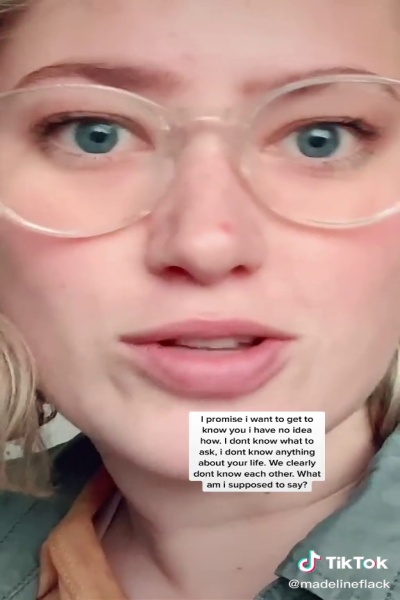 I promise i want to get to
know you i have no idea
how. I dont know what to
ask, i dont know anything
about your life. We clearly
dont know each other. What
am i supposed to say?
TikTok
@madelineflack